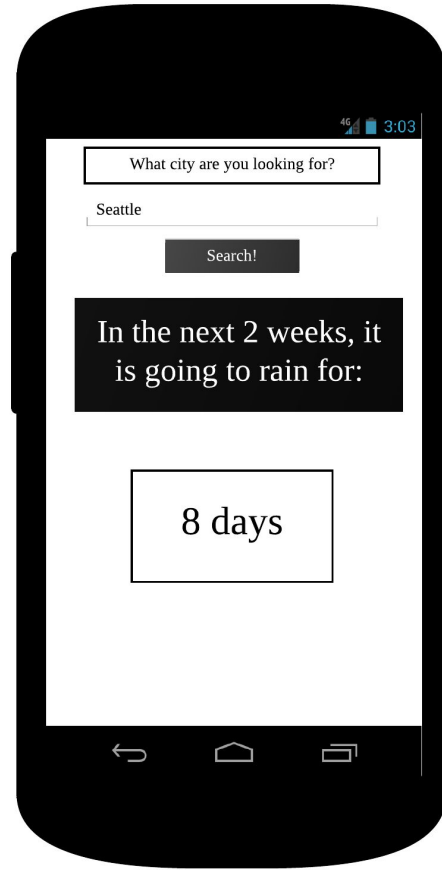 4G 3:03
What city are you looking for?
Seattle
Search!
In the next 2 weeks, it
is going to rain for:
8 days